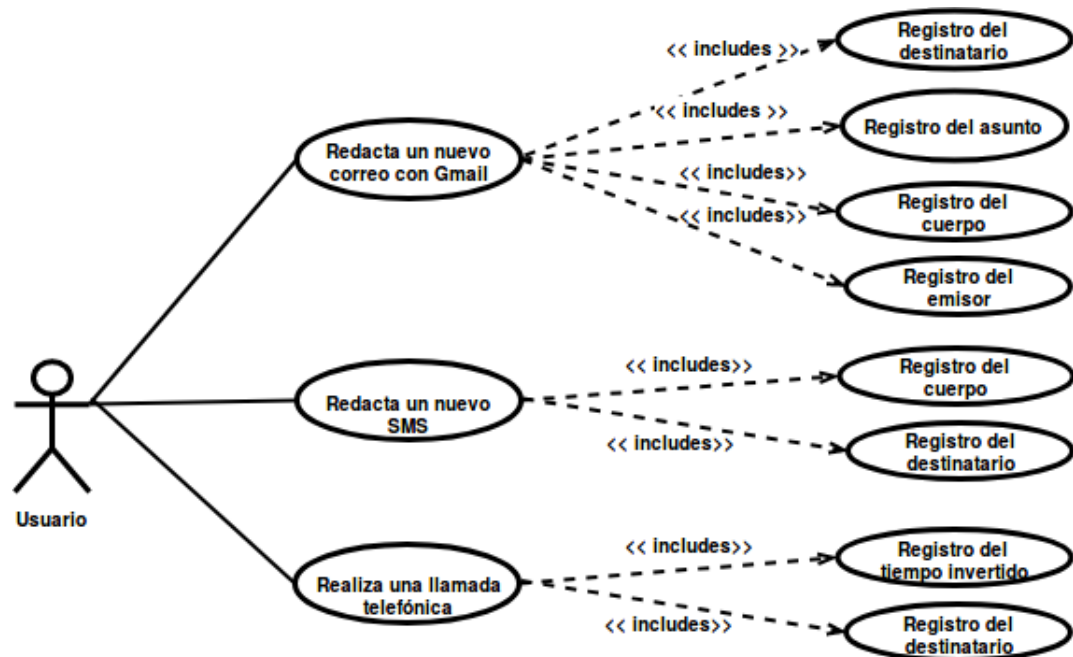 Registro del
destinatario
<< includes >>
<< includes >>
Registro del asunto
Redacta un nuevo
correo con Gmail
<< includes>>
Registro del
cuerpo
<< includes>>
Registro del
emisor
<< includes>>
Registro del
cuerpo
Redacta un nuevo
SMS
<< includes>>
Registro del
destinatario
Usuario
<< includes>>
Registro del
tiempo invertido
Realiza una llamada
telefónica
<< includes>>
Registro del
destinatario